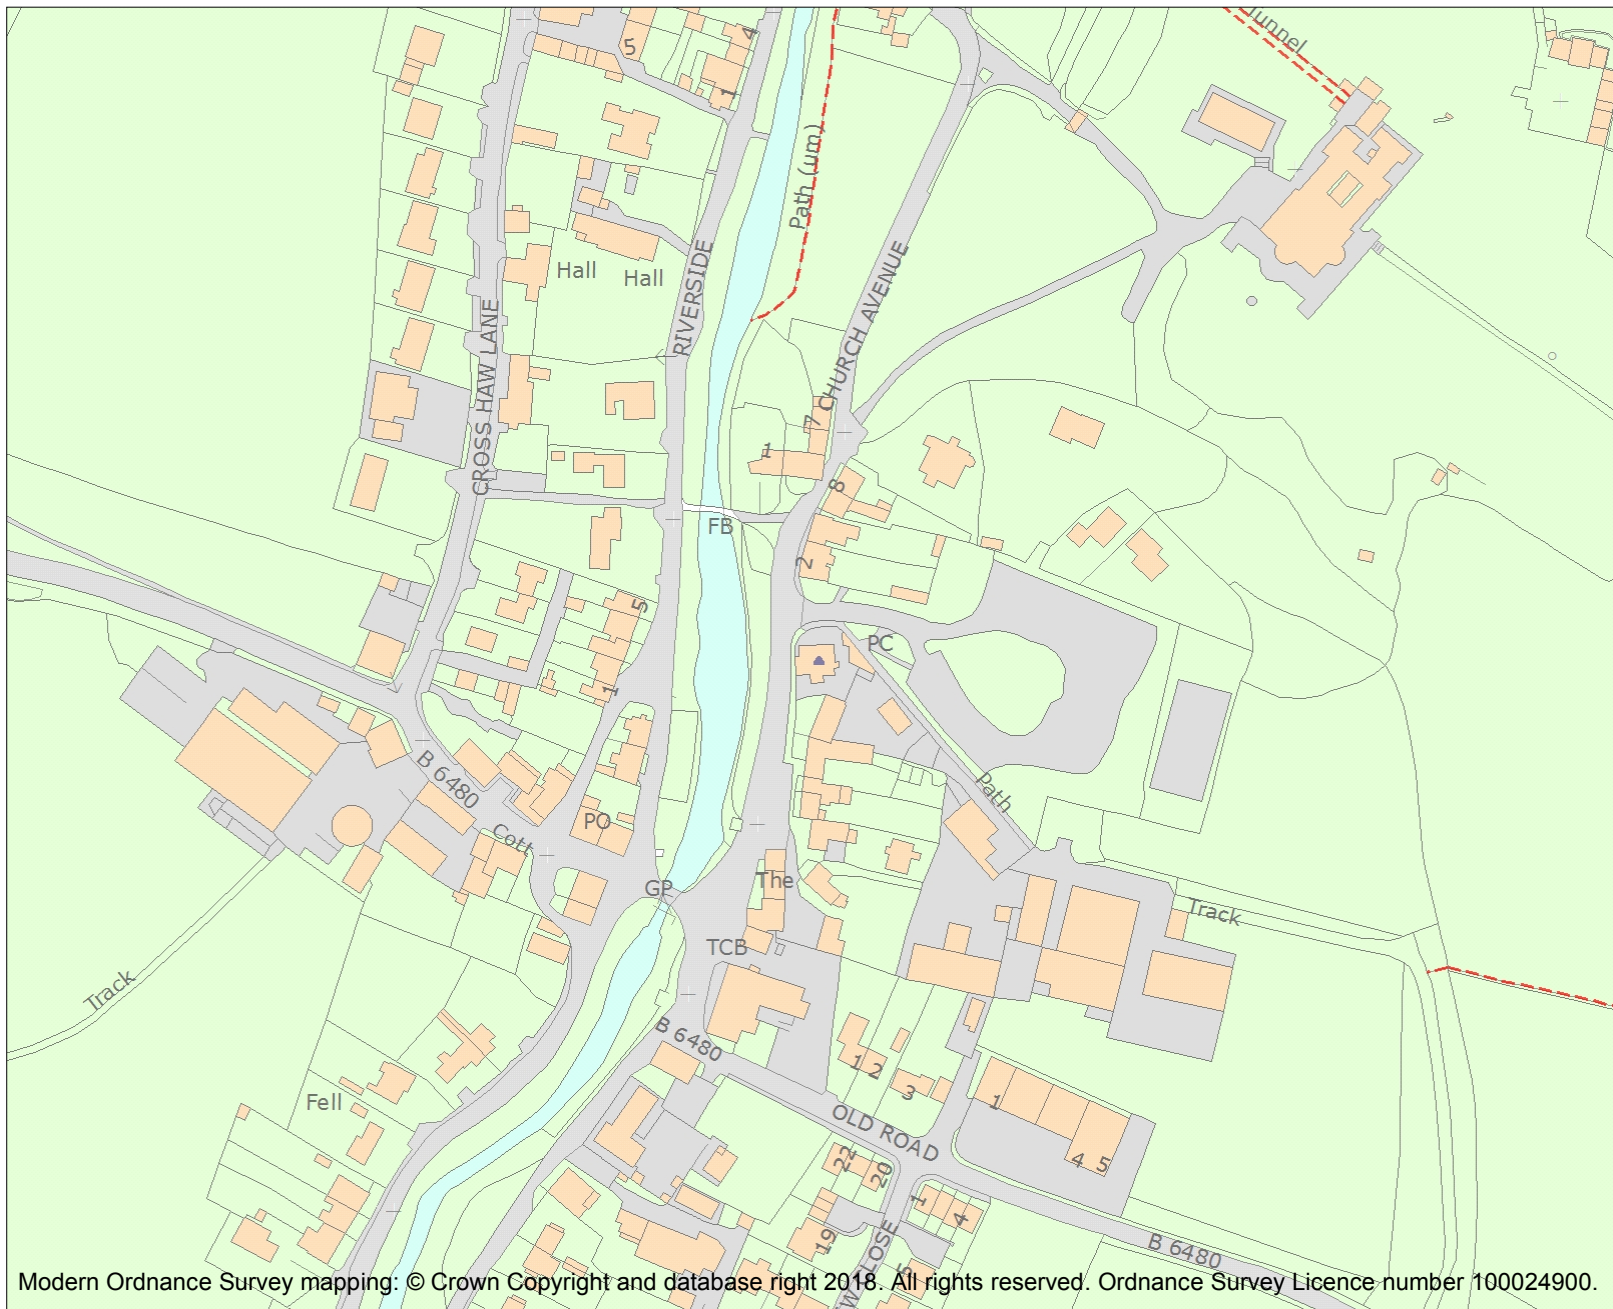 Tunnel
5
4
1
Path (um)
Hall
Hall
RIVERSIDE
CHURCH AVENUE
CROSS HAW LANE
7
1
8
FB
2
5
PC
1
B 6480
Path
PO
Cott
The
GP
Track
TCB
Track
B 6480
1 2
3
1
Fell
OLD ROAD
4 5
22
20
1
4
19
B 6480
5
Modern Ordnance Survey mapping: © Crown Copyright and database right 2018. All rights reserved. Ordnance Survey Licence number 100024900.